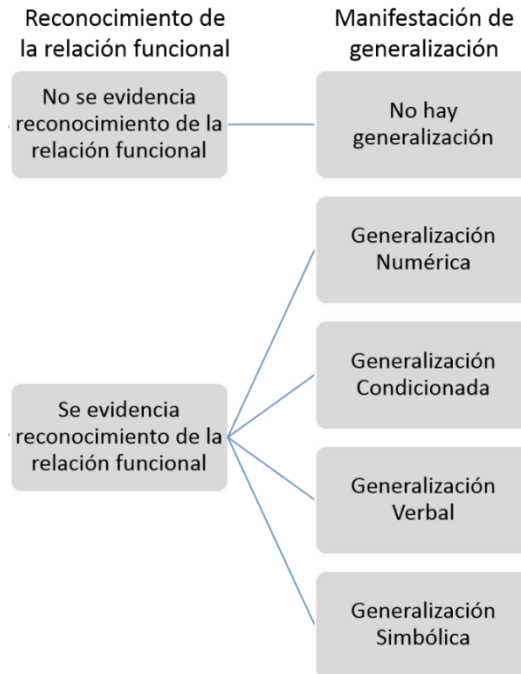 Reconocimiento de
la relación funcional
Manifestación de
generalización
No se evidencia
reconocimiento de la
relación funcional
No hay
generalización
Generalización
Numérica
Generalización
Condicionada
Se evidencia
reconocimiento de la
relación funcional
Generalización
Verbal
Generalización
Simbólica